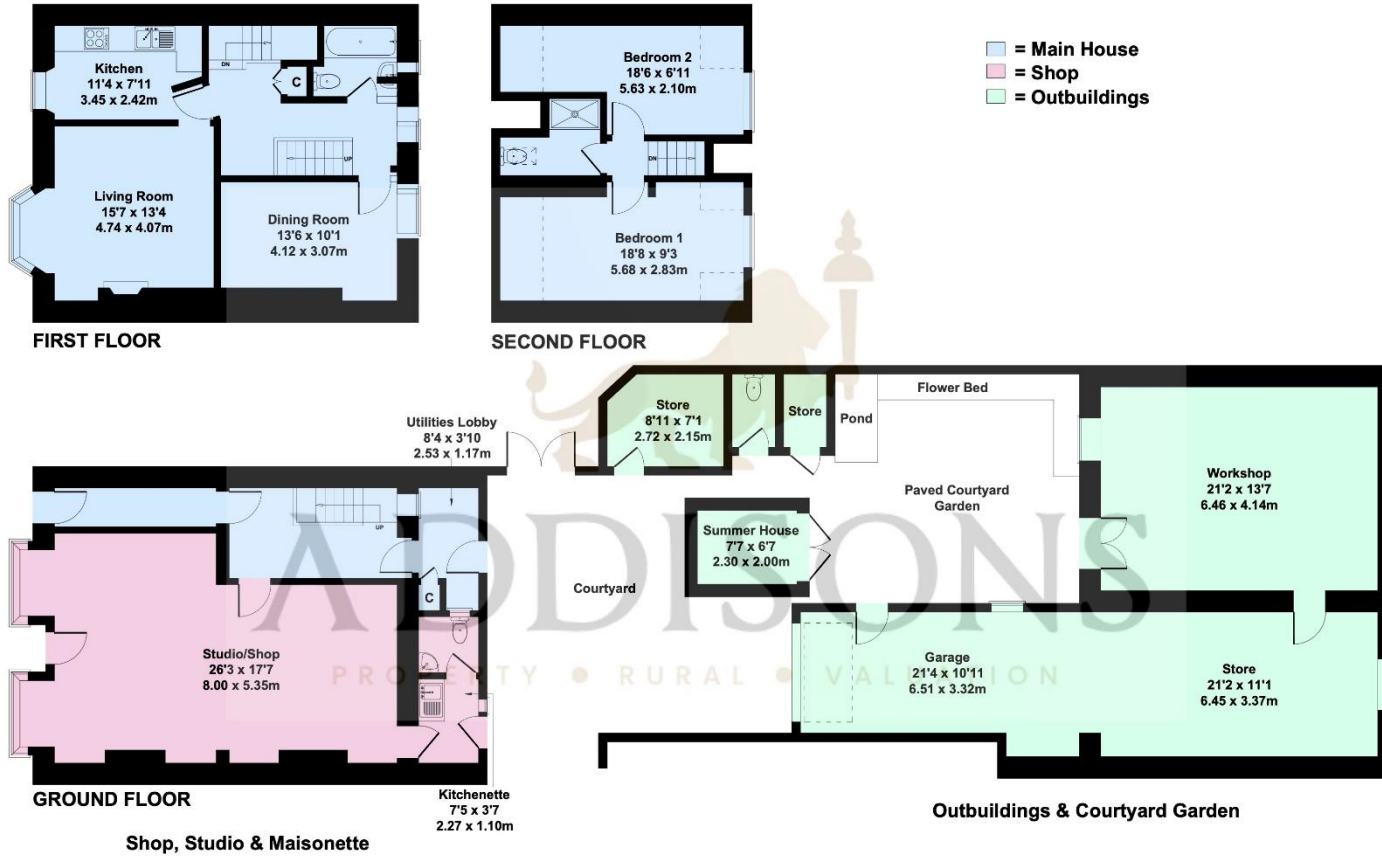 Kitchen
11'4 x 7'11
3.45 x 2.42m
DN
C
UP
Living Room
15'7 x 13'4
4.74 x 4.07m
Dining Room
13'6 x 10'1
4.12 x 3.07m
FIRST FLOOR
Bedroom 2
18'6 x 6'11
5.63 x 2.10m
DN
Bedroom 1
18'8 x 9'3
5.68 x 2.83m
SECOND FLOOR
= Main House
= Shop
= Outbuildings
Utilities Lobby
8'4 x 3'10
2.53 x 1.17m
Store
8'11 x 7'1
2.72 x 2.15m
Store
Pond
Flower Bed
Paved Courtyard
Garden
Workshop
21'2 x 13'7
6.46 x 4.14m
Summer House
7'7 x 6'7
2.30 x 2.00m
Courtyard
UP
C
ADDISONS
PROPERTY • RURAL • VALUATION
Studio/Shop
26'3 x 17'7
8.00 x 5.35m
Garage
21'4 x 10'11
6.51 x 3.32m
Store
21'2 x 11'1
6.45 x 3.37m
GROUND FLOOR
Kitchenette
7'5 x 3'7
2.27 x 1.10m
Shop, Studio & Maisonette
Outbuildings & Courtyard Garden